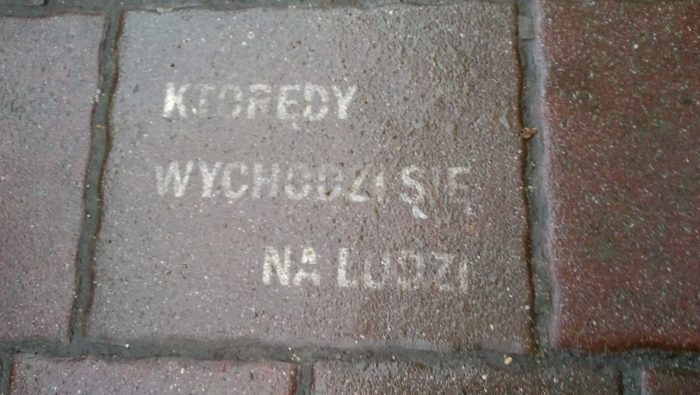 KTÓRĘDY
WYCHODZI SIĘ
NA LUDZI